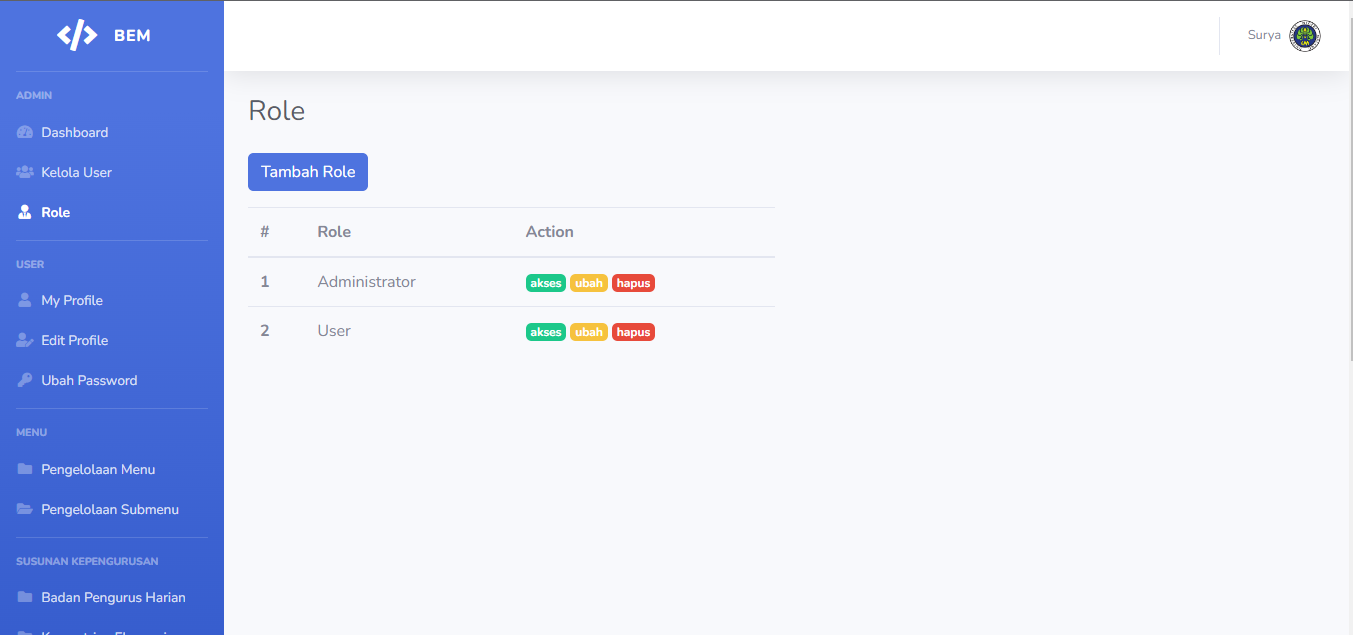 BEM
Surya
ADMIN
Dashboard
Kelola User
Role
USER
My Profile
Edit Profile
Ubah Password
MENU
Pengelolaan Menu
Pengelolaan Submenu
SUSUNAN KEPENGURUSAN
Badan Pengurus Harian
Role
Tambah Role
# Role Action
1 Administrator akses ubah hapus
2 User akses ubah hapus